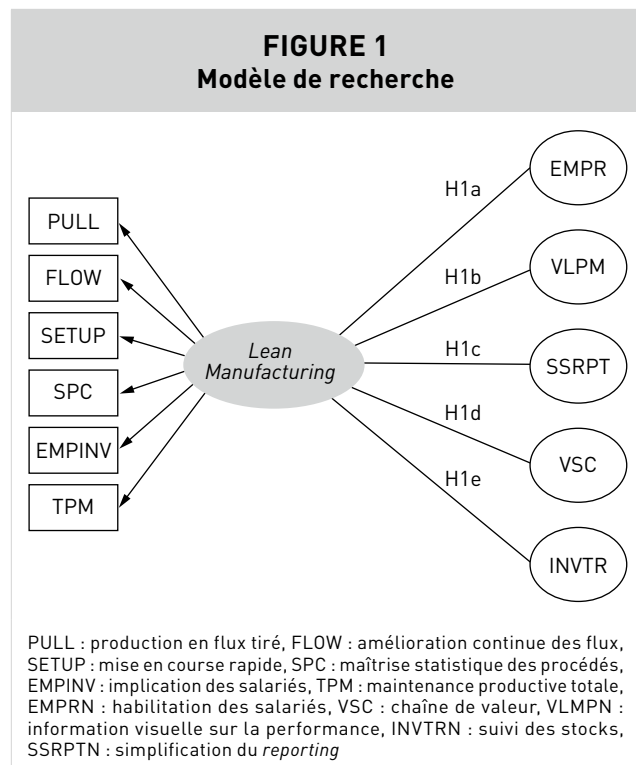 FIGURE 1
Modèle de recherche
EMPR
H1a
PULL
VLPM
H1b
FLOW
SETUP
Lean
Manufacturing
H1c
SSRPT
SPC
H1d
EMPINV
VSC
H1e
TPM
INVTR
PULL : production en flux tiré, FLOW : amélioration continue des flux,
SETUP : mise en course rapide, SPC : maîtrise statistique des procédés,
EMPINV : implication des salariés, TPM : maintenance productive totale,
EMPRN : habilitation des salariés, VSC : chaîne de valeur, VLMPN :
information visuelle sur la performance, INVTRN : suivi des stocks,
SSRPTN : simplification du reporting